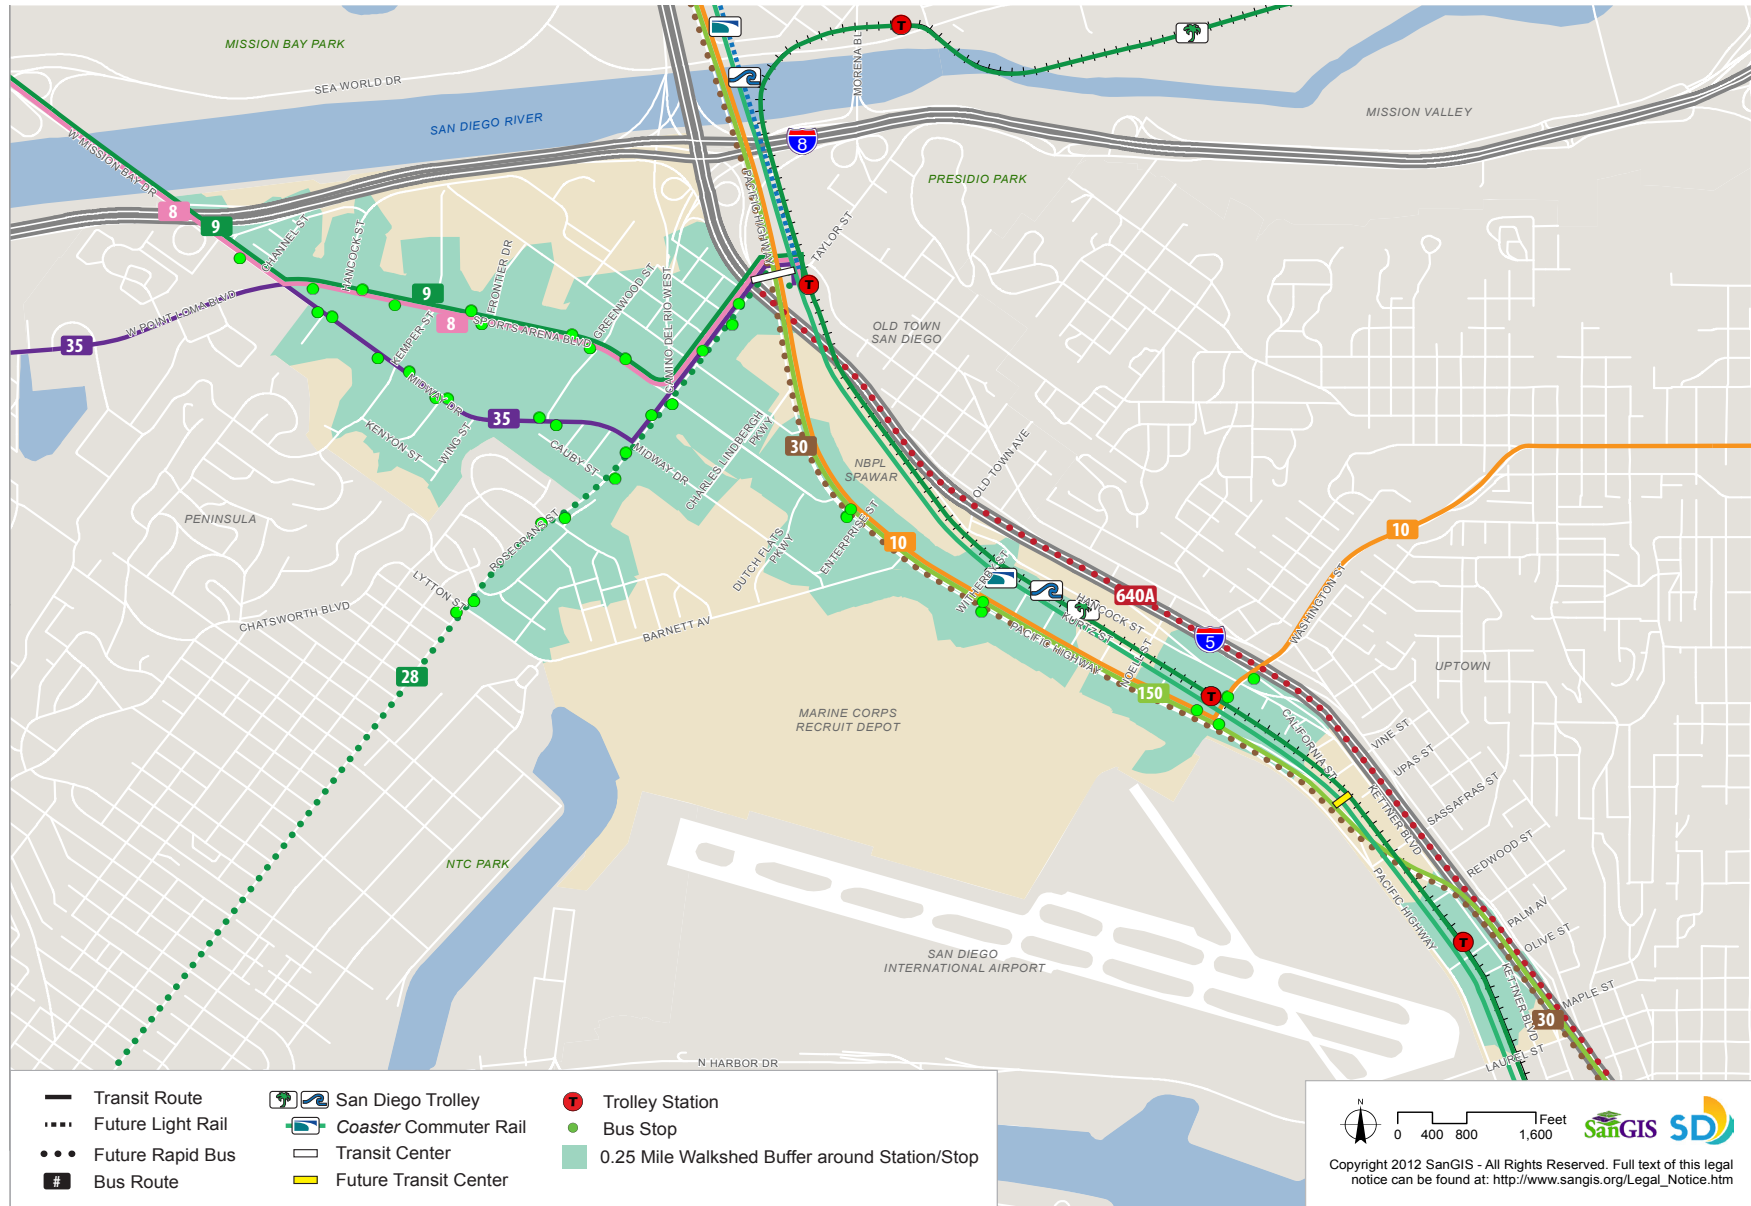 MISSION BAY PARK
SEA WORLD DR
SAN DIEGO RIVER
MORENA BL
T
MISSION VALLEY
8
W MISSION BAY DR
PRESIDIO PARK
PACIFIC HIGHWAY
TAYLOR ST
8
9
CHANNEL ST
HANCOCK ST
FRONTIER DR
GREENWOOD ST
CAMINO DEL RIO WEST
T
9
8
SPORTS ARENA BLVD
W POINT LOMA BLVD
35
KEMPER ST
OLD TOWN
SAN DIEGO
MIDWAY DR
35
KENYON ST
WING ST
CAUBY ST
MIDWAY DR
CHARLES LINDBERGH
PKWY
30
NBPL
SPAWAR
OLD TOWN AVE
PENINSULA
ROSECRANS ST
DUTCH FLATS
PKWY
ENTERPRISE ST
10
10
LYTTON ST
CHATSWORTH BLVD
BARNETT AV
WITHERBY ST
HANCOCK ST
KURTZ ST
640A
WASHINGTON ST
5
PACIFIC HIGHWAY
NOELL ST
UPTOWN
28
150
T
MARINE CORPS
RECRUIT DEPOT
CALIFORNIA ST
VINE ST
UPAS ST
SASSAFRAS ST
KETTNER BLVD
REDWOOD ST
NTC PARK
PACIFIC HIGHWAY
PALM AV
OLIVE ST
T
SAN DIEGO
INTERNATIONAL AIRPORT
KETTNER BLVD
MAPLE ST
30
LAUREL ST
N HARBOR DR
Transit Route
Future Light Rail
Future Rapid Bus
# Bus Route
San Diego Trolley
Coaster Commuter Rail
Transit Center
Future Transit Center
T Trolley Station
Bus Stop
0.25 Mile Walkshed Buffer around Station/Stop
N
Feet
0 400 800 1,600
SanGIS
SD
Copyright 2012 SanGIS - All Rights Reserved. Full text of this legal
notice can be found at: http://www.sangis.org/Legal_Notice.htm